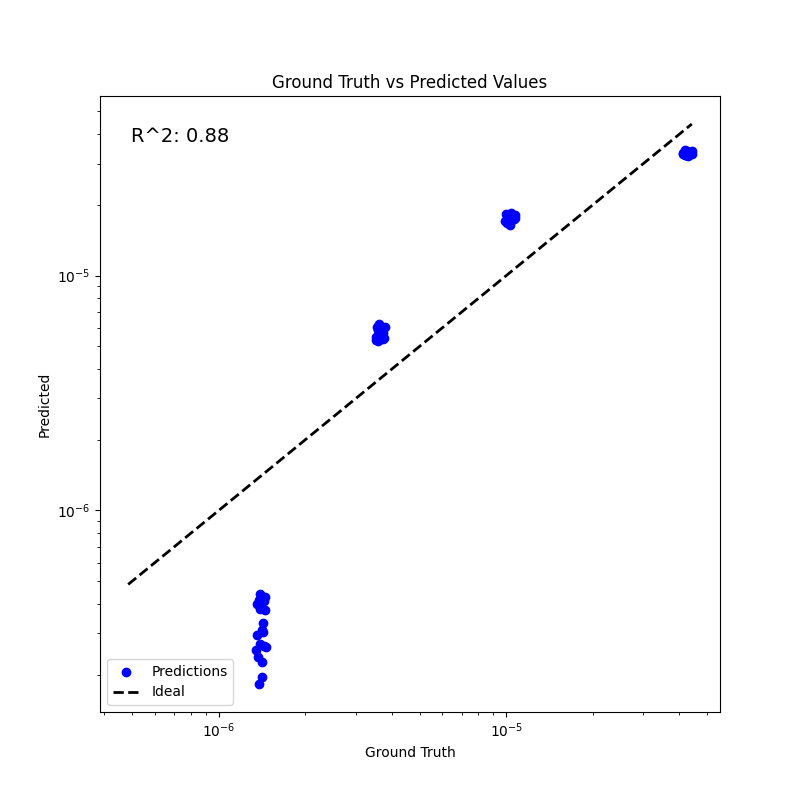 Ground Truth vs Predicted Values
R^2: 0.88
10⁻⁵
10⁻⁶
Predicted
Predictions
Ideal
10⁻⁶ 10⁻⁵
Ground Truth